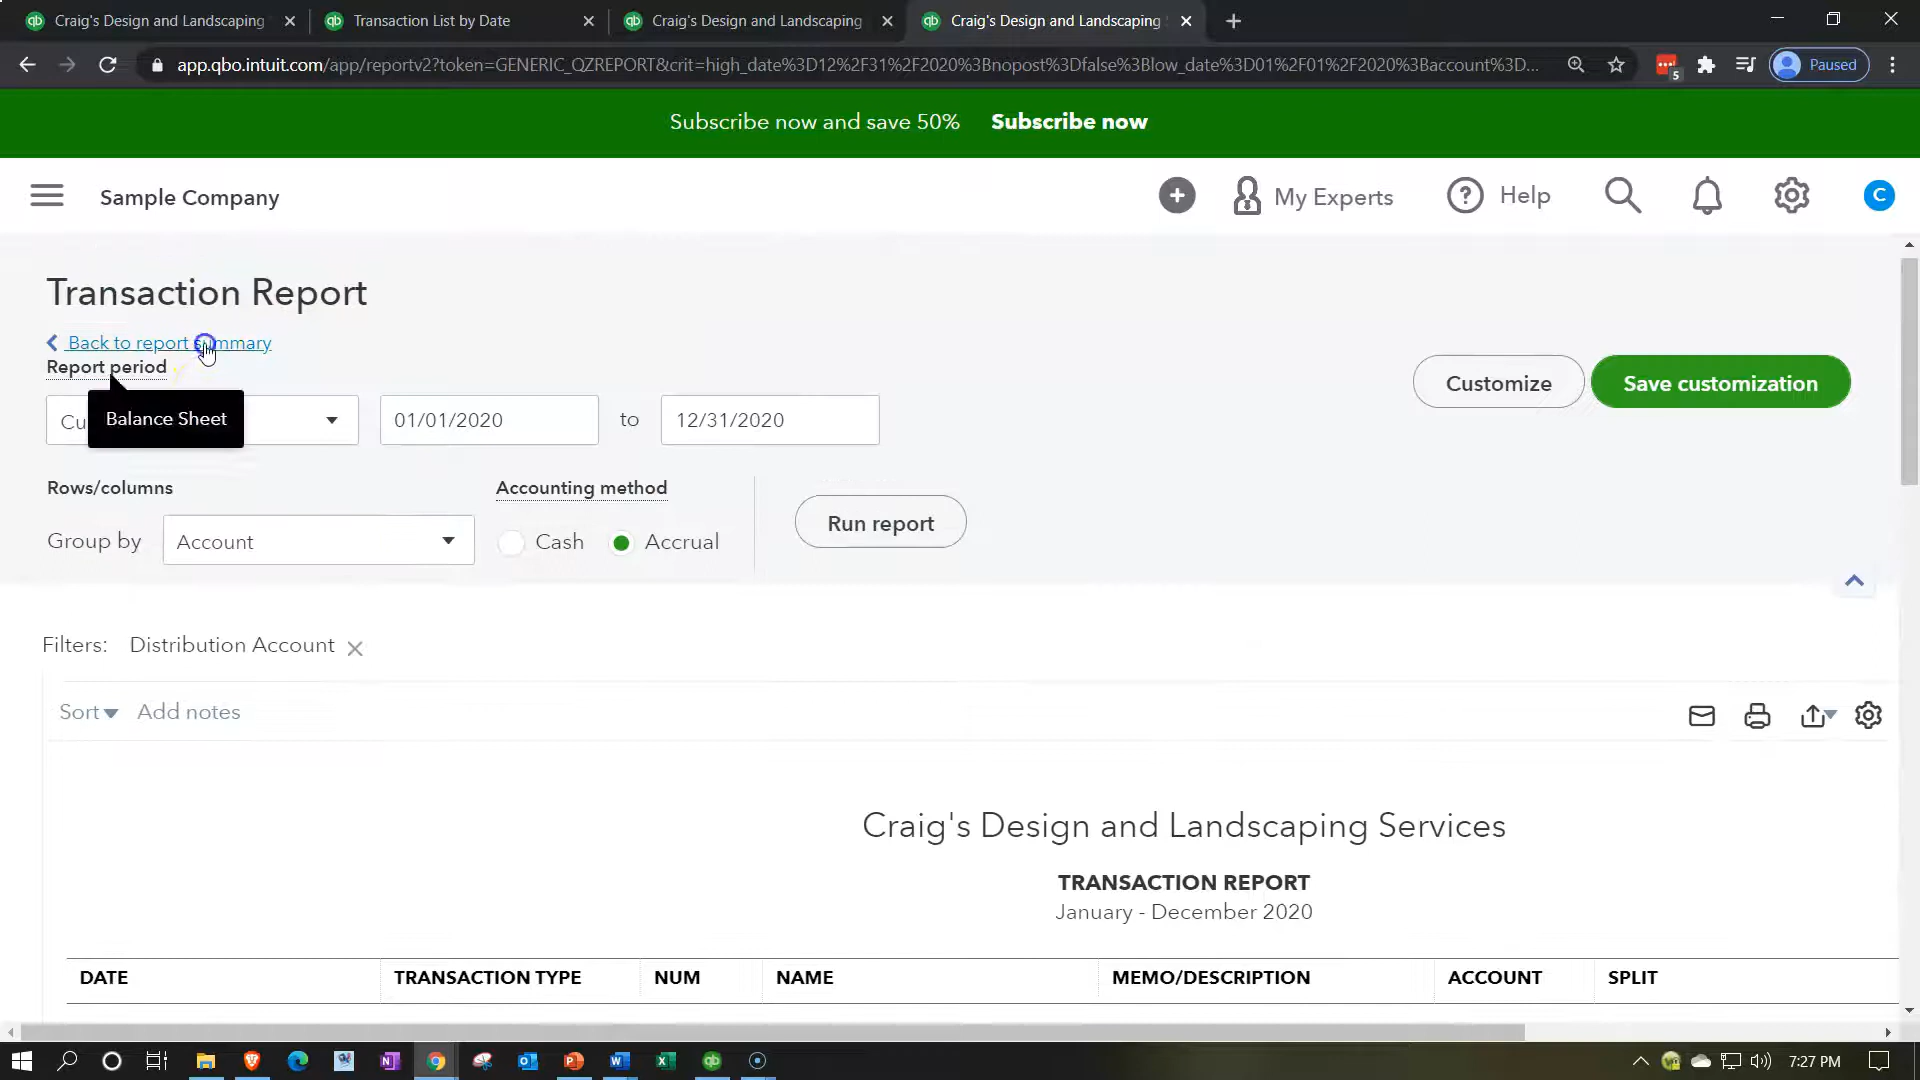 Craig's Design and Landscaping
Transaction List by Date
Craig's Design and Landscaping
Craig's Design and Landscaping S
app.qbo.intuit.com/app/reportv2?token=GENERIC_QZREPORT&crit=high_date%3D12%2F31%2F2020%3Bnopost%3Dfalse%3Blow_date%3D01%2F01%2F2020%3Baccount%3D...
5
Paused
Subscribe now and save 50% Subscribe now
Sample Company
My Experts
Help
C
Transaction Report
Back to report summary
Report period
Customize
Save customization
Balance Sheet
Cu
01/01/2020 to 12/31/2020
Rows/columns
Accounting method
Run report
Group by Account
Cash Accrual
Filters: Distribution Account
Sort Add notes
Craig's Design and Landscaping Services
TRANSACTION REPORT
January - December 2020
DATE TRANSACTION TYPE NUM NAME MEMO/DESCRIPTION ACCOUNT SPLIT
7:27 PM